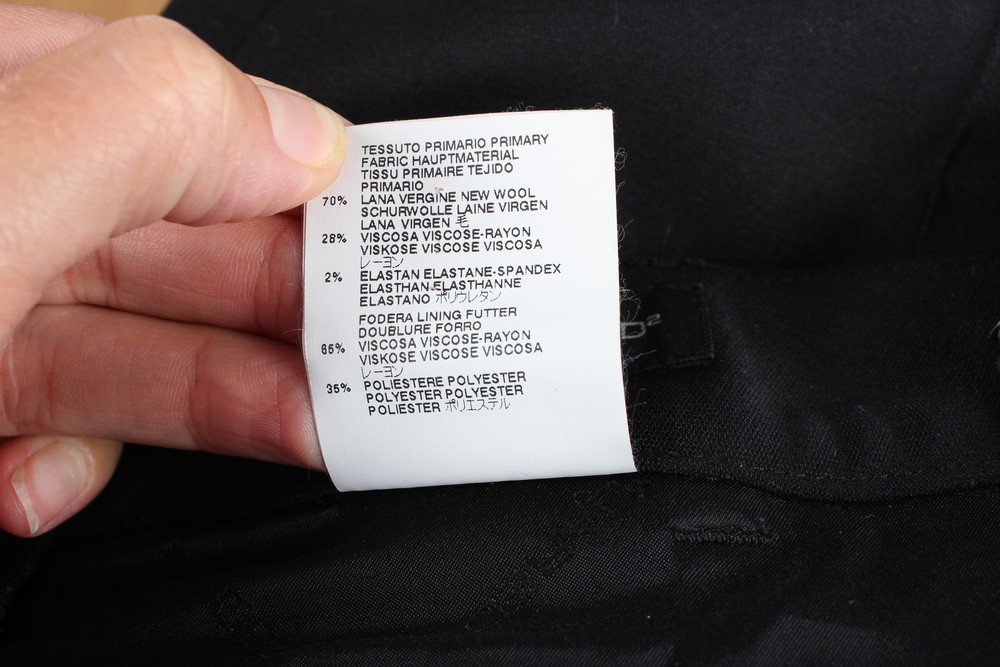 TESSUTO PRIMARIO PRIMARY
FABRIC HAUPTMATERIAL
TISSU PRIMAIRE TEJIDO
PRIMARIO
70% LANA VERGINE NEW WOOL
SCHURWOLLE LAINE VIRGEN
LANA VIRGEN 毛
28% VISCOSA VISCOSE-RAYON
VISKOSE VISCOSE VISCOSA
レーヨン
2% ELASTAN ELASTANE-SPANDEX
ELASTHAN ELASTHANNE
ELASTANO ポリウレタン
FODERA LINING FUTTER
DOUBLURE FORRO
65% VISCOSA VISCOSE-RAYON
VISKOSE VISCOSE VISCOSA
レーヨン
35% POLIESTERE POLYESTER
POLYESTER POLYESTER
POLIESTER ポリエステル
D²